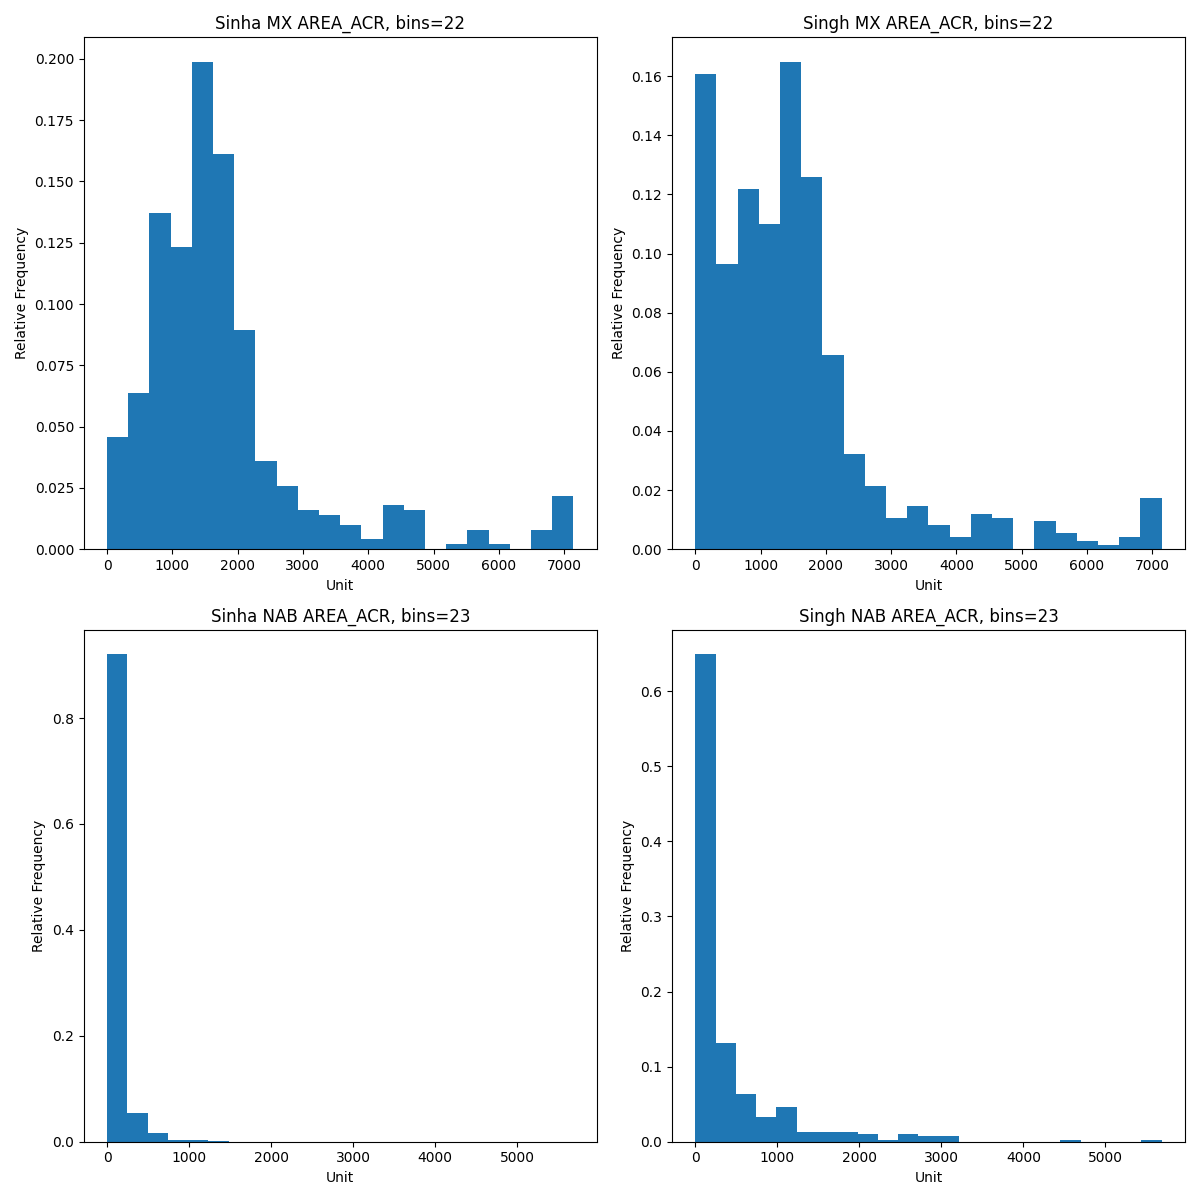 Sinha MX AREA_ACR, bins=22
Relative Frequency
0.200
0.175
0.150
0.125
0.100
0.075
0.050
0.025
0.000
0 1000 2000 3000 4000 5000 6000 7000
Unit
Singh MX AREA_ACR, bins=22
Relative Frequency
0.16
0.14
0.12
0.10
0.08
0.06
0.04
0.02
0.00
0 1000 2000 3000 4000 5000 6000 7000
Unit
Sinha NAB AREA_ACR, bins=23
Relative Frequency
0.8
0.6
0.4
0.2
0.0
0 1000 2000 3000 4000 5000
Unit
Singh NAB AREA_ACR, bins=23
Relative Frequency
0.6
0.5
0.4
0.3
0.2
0.1
0.0
0 1000 2000 3000 4000 5000
Unit